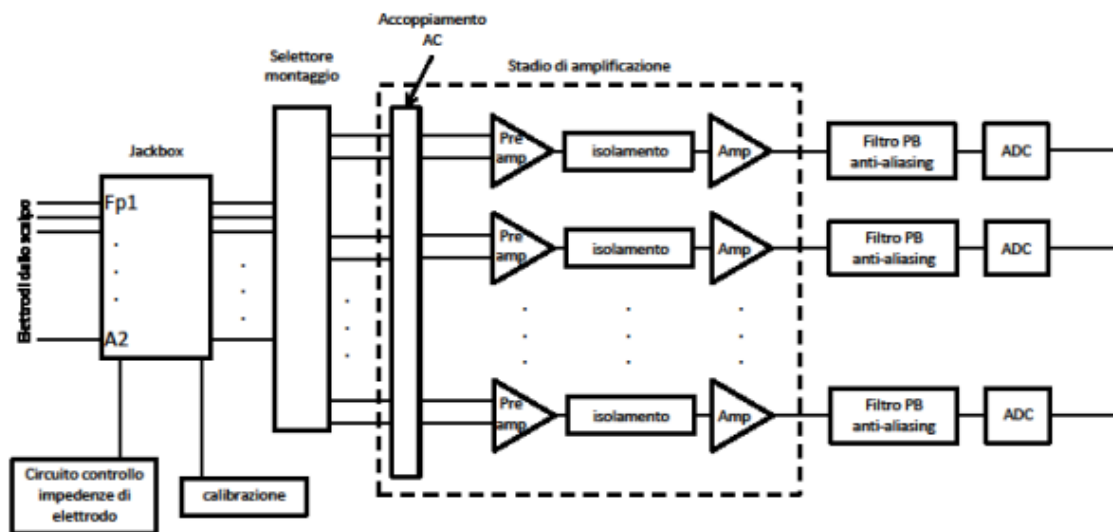 Accoppiamento
AC
Selettore
montaggio
Stadio di amplificazione
Jackbox
Elettrodi dallo scalpo
Fp1
A2
Pre
amp
isolamento
Amp
Filtro PB
anti-aliasing
ADC
Pre
amp
isolamento
Amp
Filtro PB
anti-aliasing
ADC
Pre
amp
isolamento
Amp
Filtro PB
anti-aliasing
ADC
Circuito controllo
impedenze di
elettrodo
calibrazione